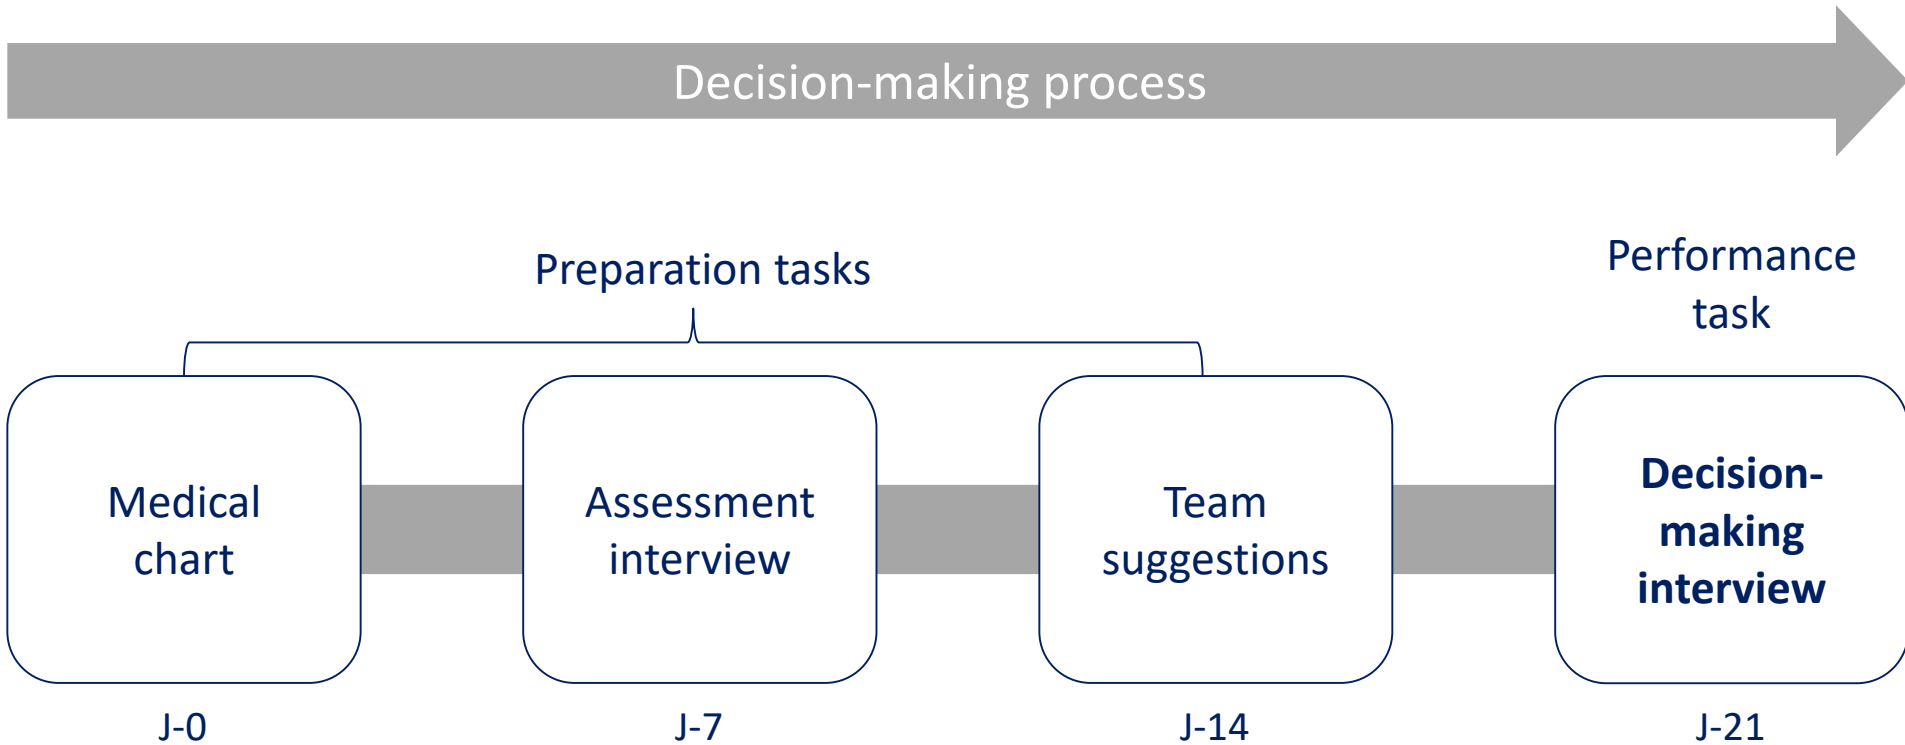 Decision-making process
Preparation tasks
Performance
task
Medical
chart
Assessment
interview
Team
suggestions
Decision-
making
interview
J-0
J-7
J-14
J-21